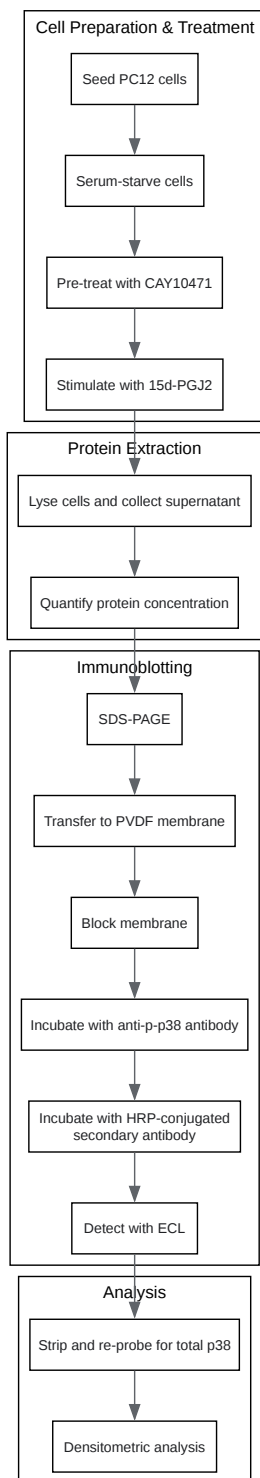 Cell Preparation & Treatment
Seed PC12 cells
Serum-starve cells
Pre-treat with CAY10471
Stimulate with 15d-PGJ2
Protein Extraction
Lyse cells and collect supernatant
Quantify protein concentration
Immunoblotting
SDS-PAGE
Transfer to PVDF membrane
Block membrane
Incubate with anti-p-p38 antibody
Incubate with HRP-conjugated
secondary antibody
Detect with ECL
Analysis
Strip and re-probe for total p38
Densitometric analysis